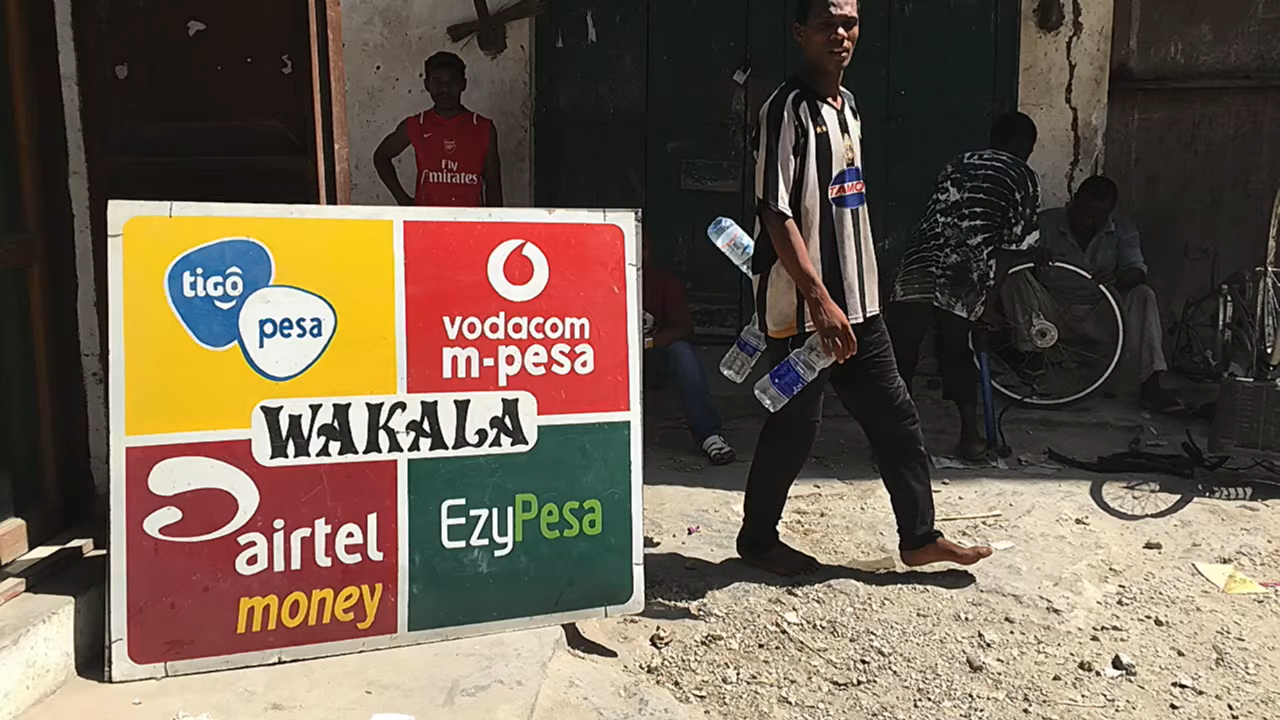 tigo
pesa
vodacom
m-pesa
WAKALA
airtel
money
EzyPesa
Fly
Emirates
TAMOIL